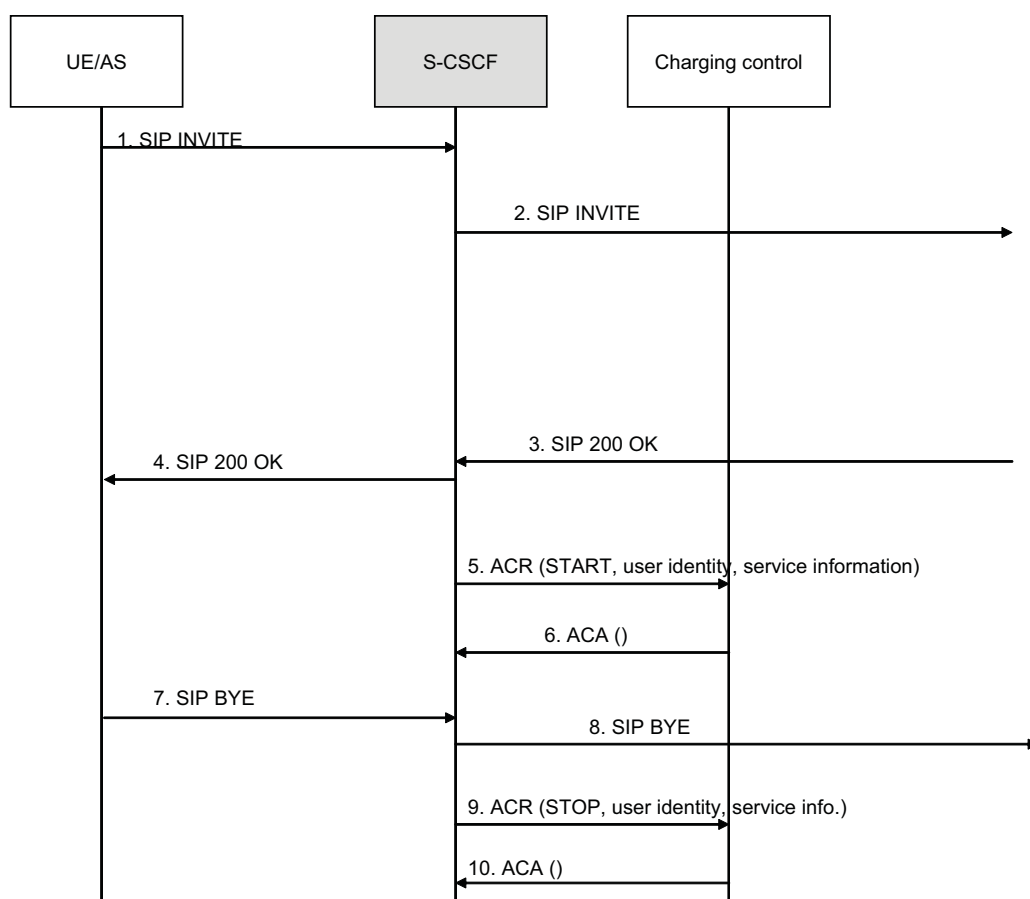 UE/AS
S-CSCF
Charging control
1. SIP INVITE
2. SIP INVITE
3. SIP 200 OK
4. SIP 200 OK
5. ACR (START, user identity, service information)
6. ACA ()
7. SIP BYE
8. SIP BYE
9. ACR (STOP, user identity, service info.)
10. ACA ()